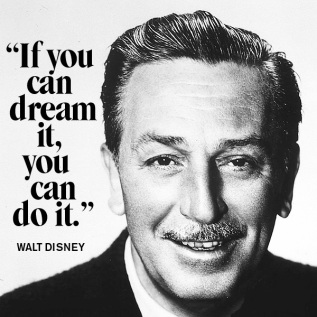 “If you
can
dream
it,
you
can
do it.”
WALT DISNEY